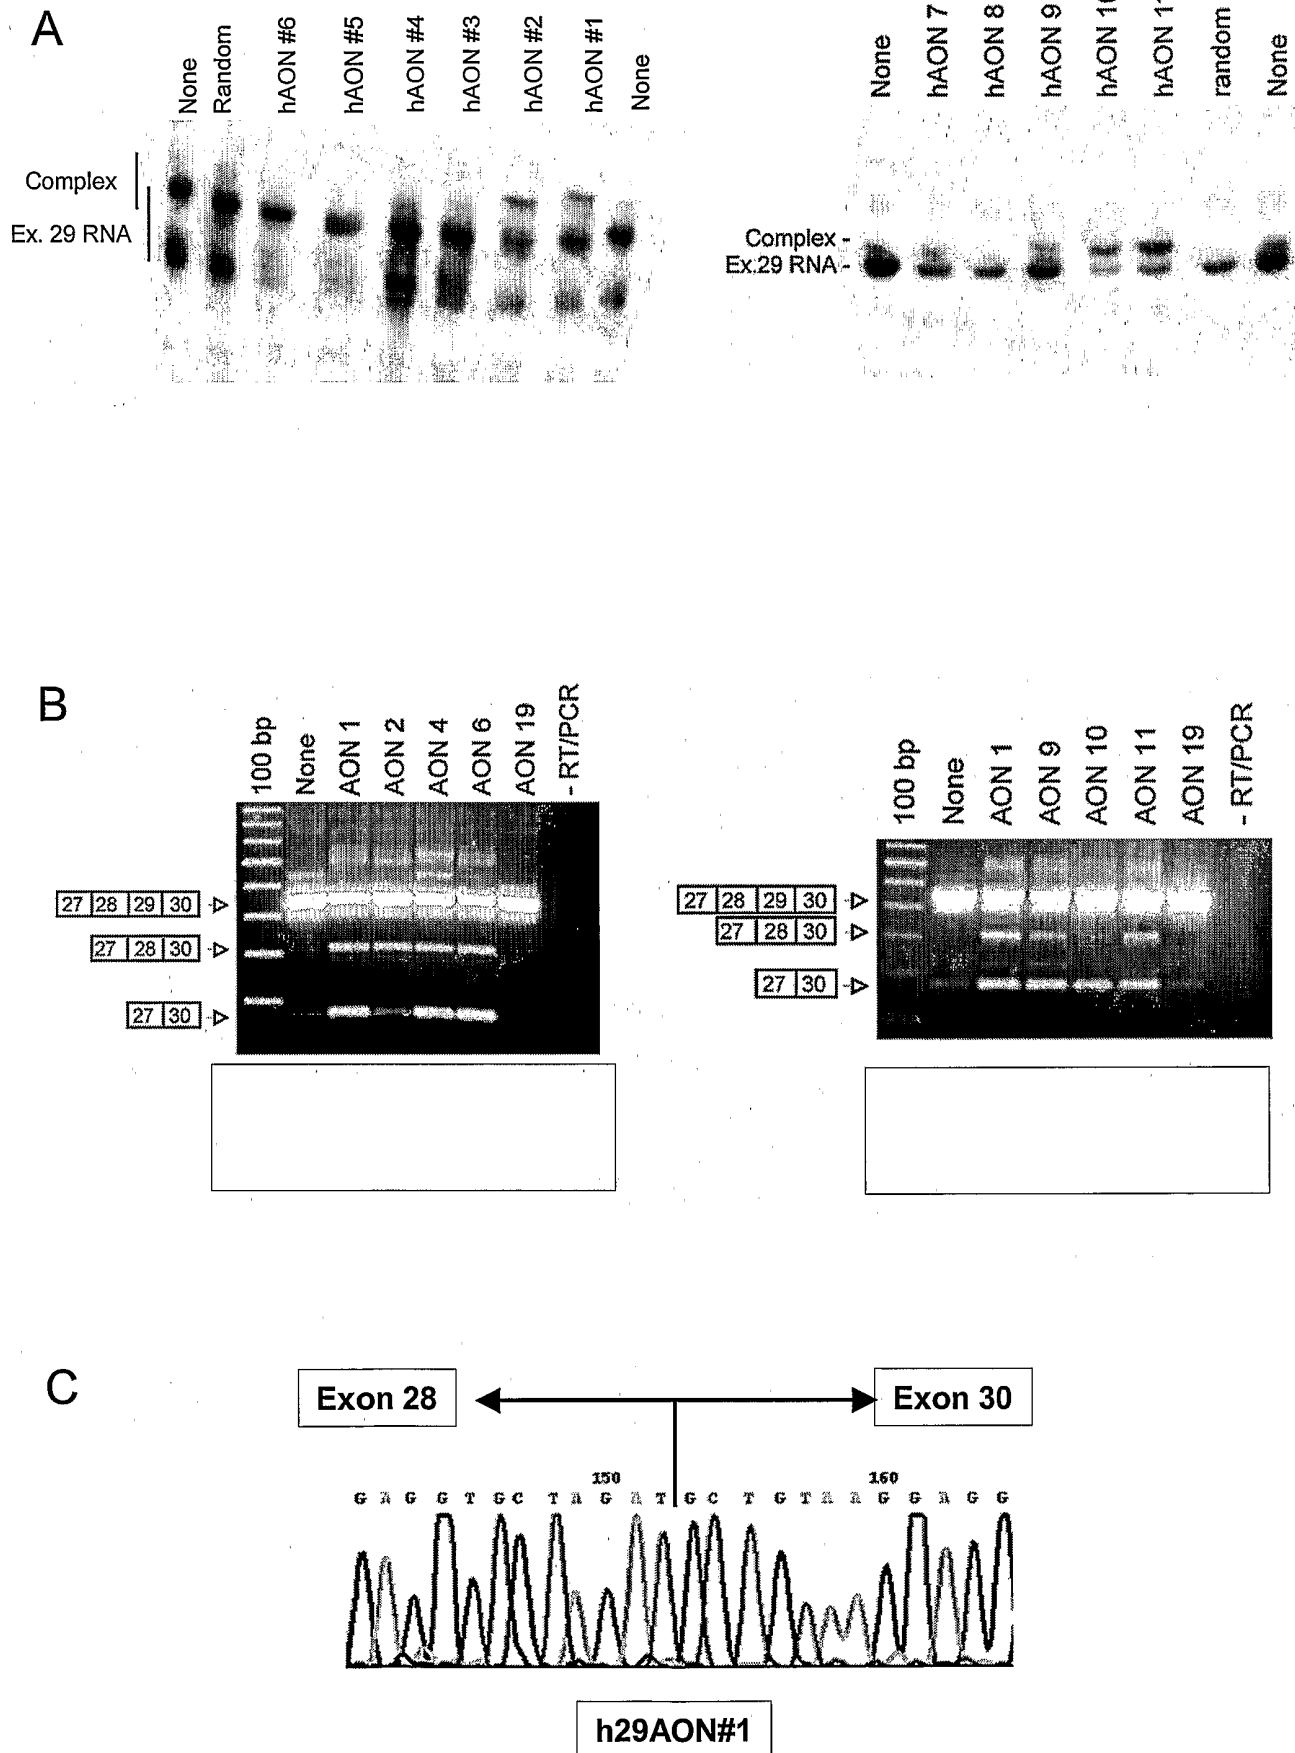 A
None
Random
hAON #6
hAON #5
hAON #4
hAON #3
hAON #2
hAON #1
None
Complex
Ex. 29 RNA
None
hAON 7
hAON 8
hAON 9
hAON 10
hAON 11
random
None
Complex -
Ex.29 RNA -
B
100 bp
None
AON 1
AON 2
AON 4
AON 6
AON 19
- RT/PCR
27 28 29 30
27 28 30
27 30
100 bp
None
AON 1
AON 9
AON 10
AON 11
AON 19
- RT/PCR
27 28 29 30
27 28 30
27 30
C
Exon 28
Exon 30
150 160
G A G G T G C T A G A T G C T G T A A G G A G G
h29AON#1